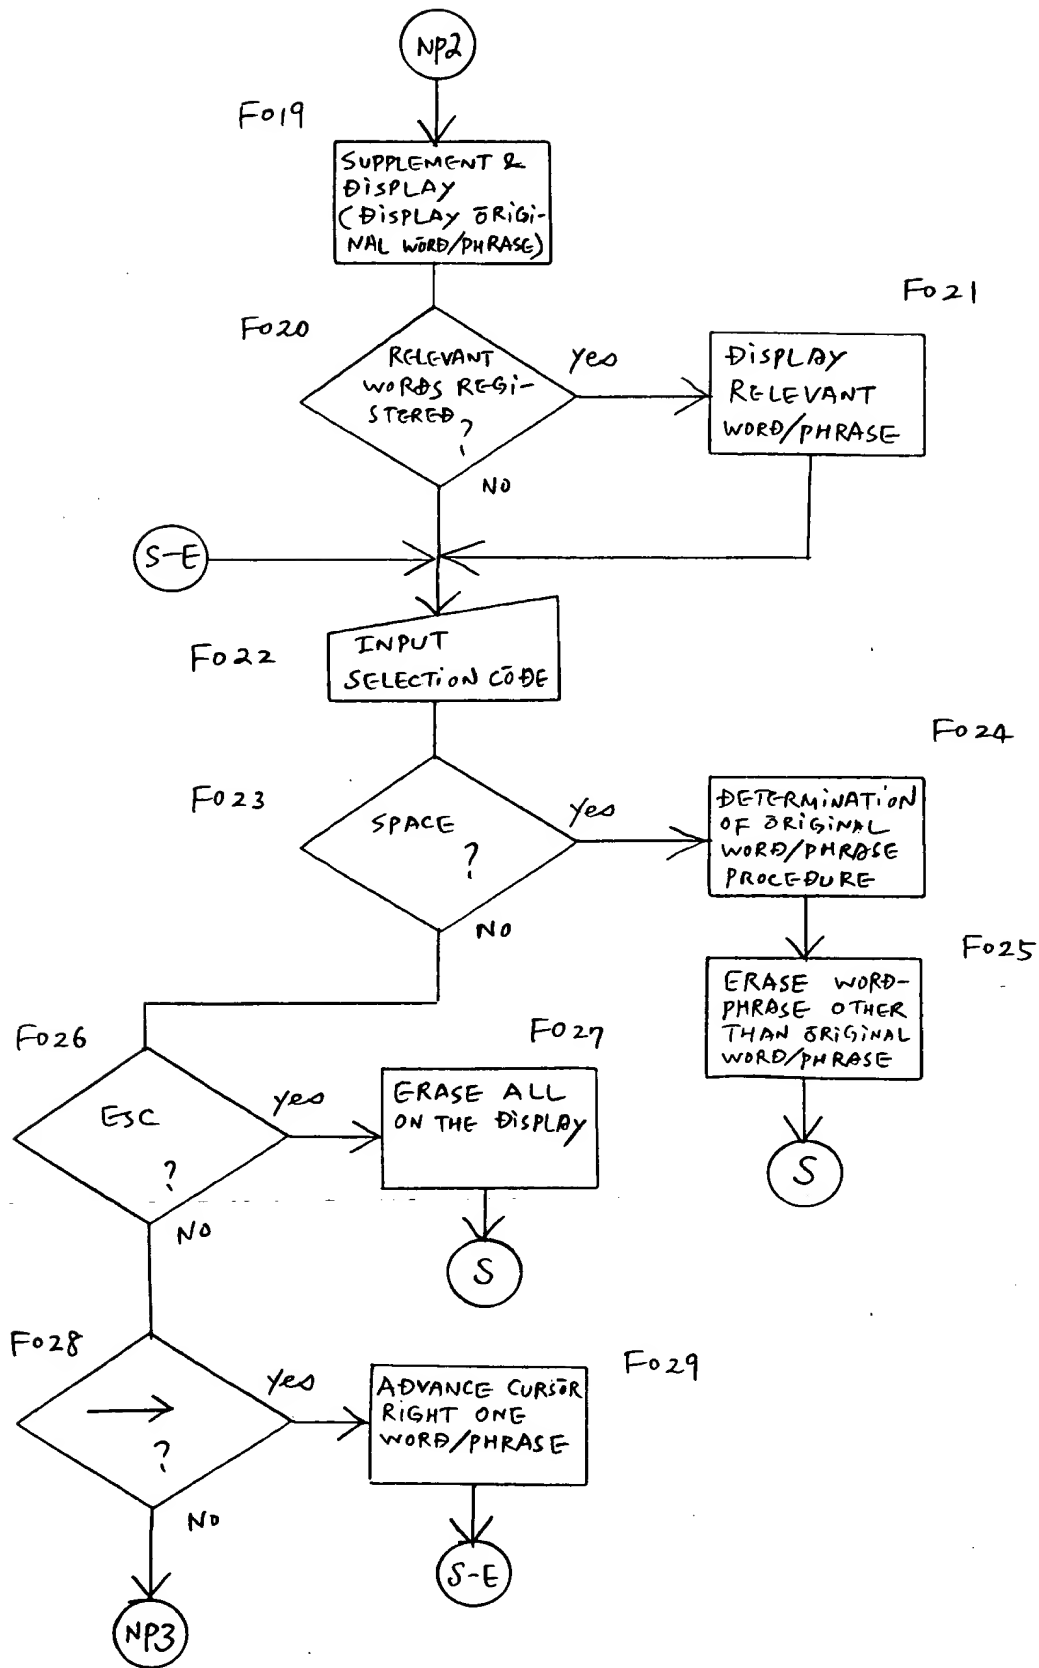 NP2
F019
SUPPLEMENT &
DISPLAY
(DISPLAY ORIGI-
NAL WORD/PHRASE)
F020
RELEVANT
WORDS REGI-
STERED
?
Yes
F021
DISPLAY
RELEVANT
WORD/PHRASE
NO
S-E
F022
INPUT
SELECTION CODE
F023
SPACE
?
Yes
F024
DETERMINATION
OF ORIGINAL
WORD/PHRASE
PROCEDURE
NO
F025
ERASE WORD-
PHRASE OTHER
THAN ORIGINAL
WORD/PHRASE
S
F026
ESC
?
Yes
F027
ERASE ALL
ON THE DISPLAY
S
NO
F028
→
?
Yes
F029
ADVANCE CURSOR
RIGHT ONE
WORD/PHRASE
S-E
NO
NP3